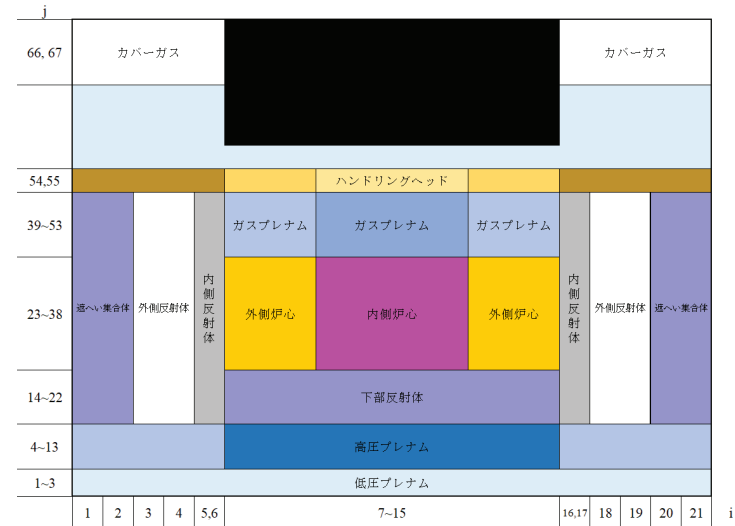 j
66, 67
カバーガス
カバーガス
54,55
ハンドリングヘッド
39~53
ガスプレナム
ガスプレナム
ガスプレナム
23~38
遮へい集合体
外側反射体
内側反射体
外側炉心
内側炉心
外側炉心
内側反射体
外側反射体
遮へい集合体
14~22
下部反射体
4~13
高圧プレナム
1~3
低圧プレナム
1 2 3 4 5,6 7~15 16,17 18 19 20 21 i